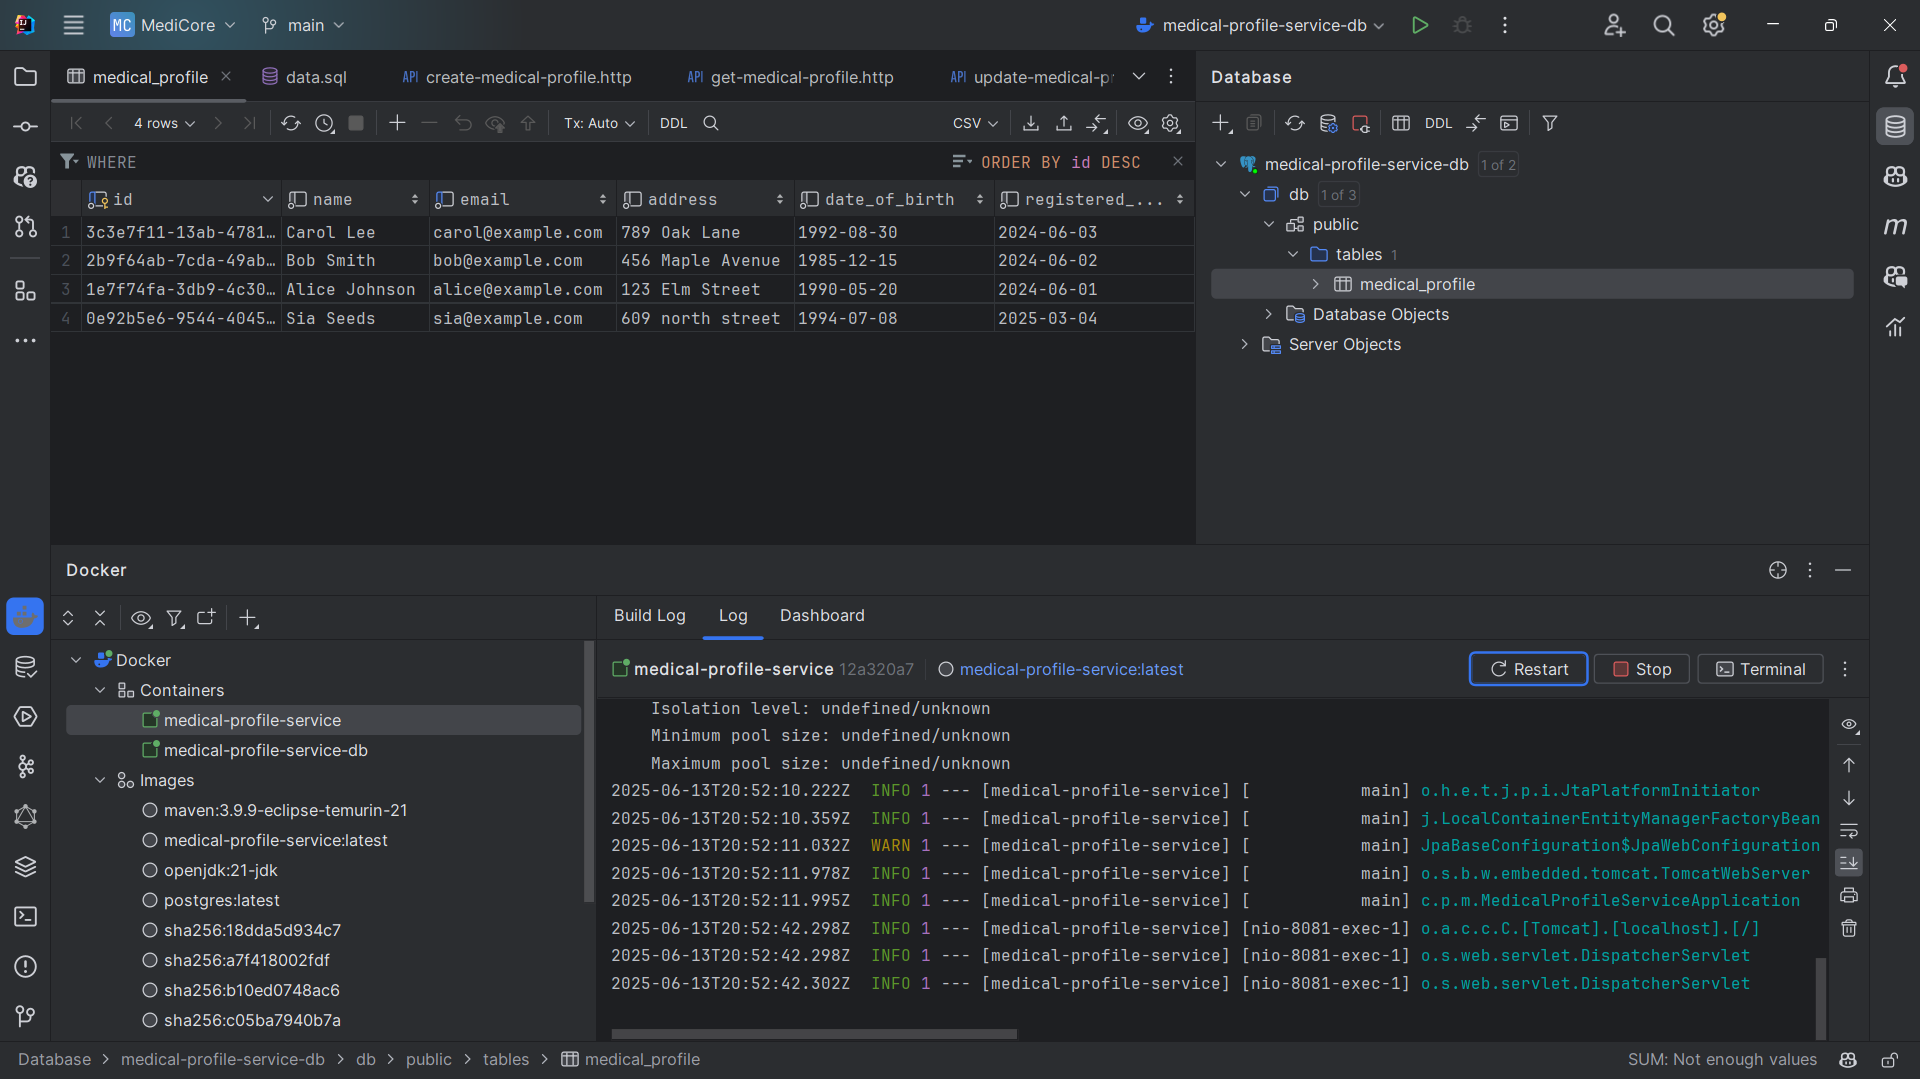 MC MediCore main medical-profile-service-db
medical_profile data.sql API create-medical-profile.http API get-medical-profile.http API update-medical-pr
Database
4 rows Tx: Auto DDL CSV
DDL
WHERE ORDER BY id DESC
id name email address date_of_birth registered_...
1 3c3e7f11-13ab-4781… Carol Lee carol@example.com 789 Oak Lane 1992-08-30 2024-06-03
2 2b9f64ab-7cda-49ab… Bob Smith bob@example.com 456 Maple Avenue 1985-12-15 2024-06-02
3 1e7f74fa-3db9-4c30… Alice Johnson alice@example.com 123 Elm Street 1990-05-20 2024-06-01
4 0e92b5e6-9544-4045… Sia Seeds sia@example.com 609 north street 1994-07-08 2025-03-04
medical-profile-service-db 1 of 2
db 1 of 3
public
tables 1
medical_profile
Database Objects
Server Objects
m
Docker
Docker
Containers
medical-profile-service
medical-profile-service-db
Images
maven:3.9.9-eclipse-temurin-21
medical-profile-service:latest
openjdk:21-jdk
postgres:latest
sha256:18dda5d934c7
sha256:a7f418002fdf
sha256:b10ed0748ac6
sha256:c05ba7940b7a
Build Log Log Dashboard
medical-profile-service 12a320a7 medical-profile-service:latest Restart Stop Terminal
Isolation level: undefined/unknown
Minimum pool size: undefined/unknown
Maximum pool size: undefined/unknown
2025-06-13T20:52:10.222Z INFO 1 --- [medical-profile-service] [ main] o.h.e.t.j.p.i.JtaPlatformInitiator
2025-06-13T20:52:10.359Z INFO 1 --- [medical-profile-service] [ main] j.LocalContainerEntityManagerFactoryBean
2025-06-13T20:52:11.032Z WARN 1 --- [medical-profile-service] [ main] JpaBaseConfiguration$JpaWebConfiguration
2025-06-13T20:52:11.978Z INFO 1 --- [medical-profile-service] [ main] o.s.b.w.embedded.tomcat.TomcatWebServer
2025-06-13T20:52:11.995Z INFO 1 --- [medical-profile-service] [ main] c.p.m.MedicalProfileServiceApplication
2025-06-13T20:52:42.298Z INFO 1 --- [medical-profile-service] [nio-8081-exec-1] o.a.c.c.C.[Tomcat].[localhost].[/]
2025-06-13T20:52:42.298Z INFO 1 --- [medical-profile-service] [nio-8081-exec-1] o.s.web.servlet.DispatcherServlet
2025-06-13T20:52:42.302Z INFO 1 --- [medical-profile-service] [nio-8081-exec-1] o.s.web.servlet.DispatcherServlet
Database > medical-profile-service-db > db > public > tables > medical_profile SUM: Not enough values